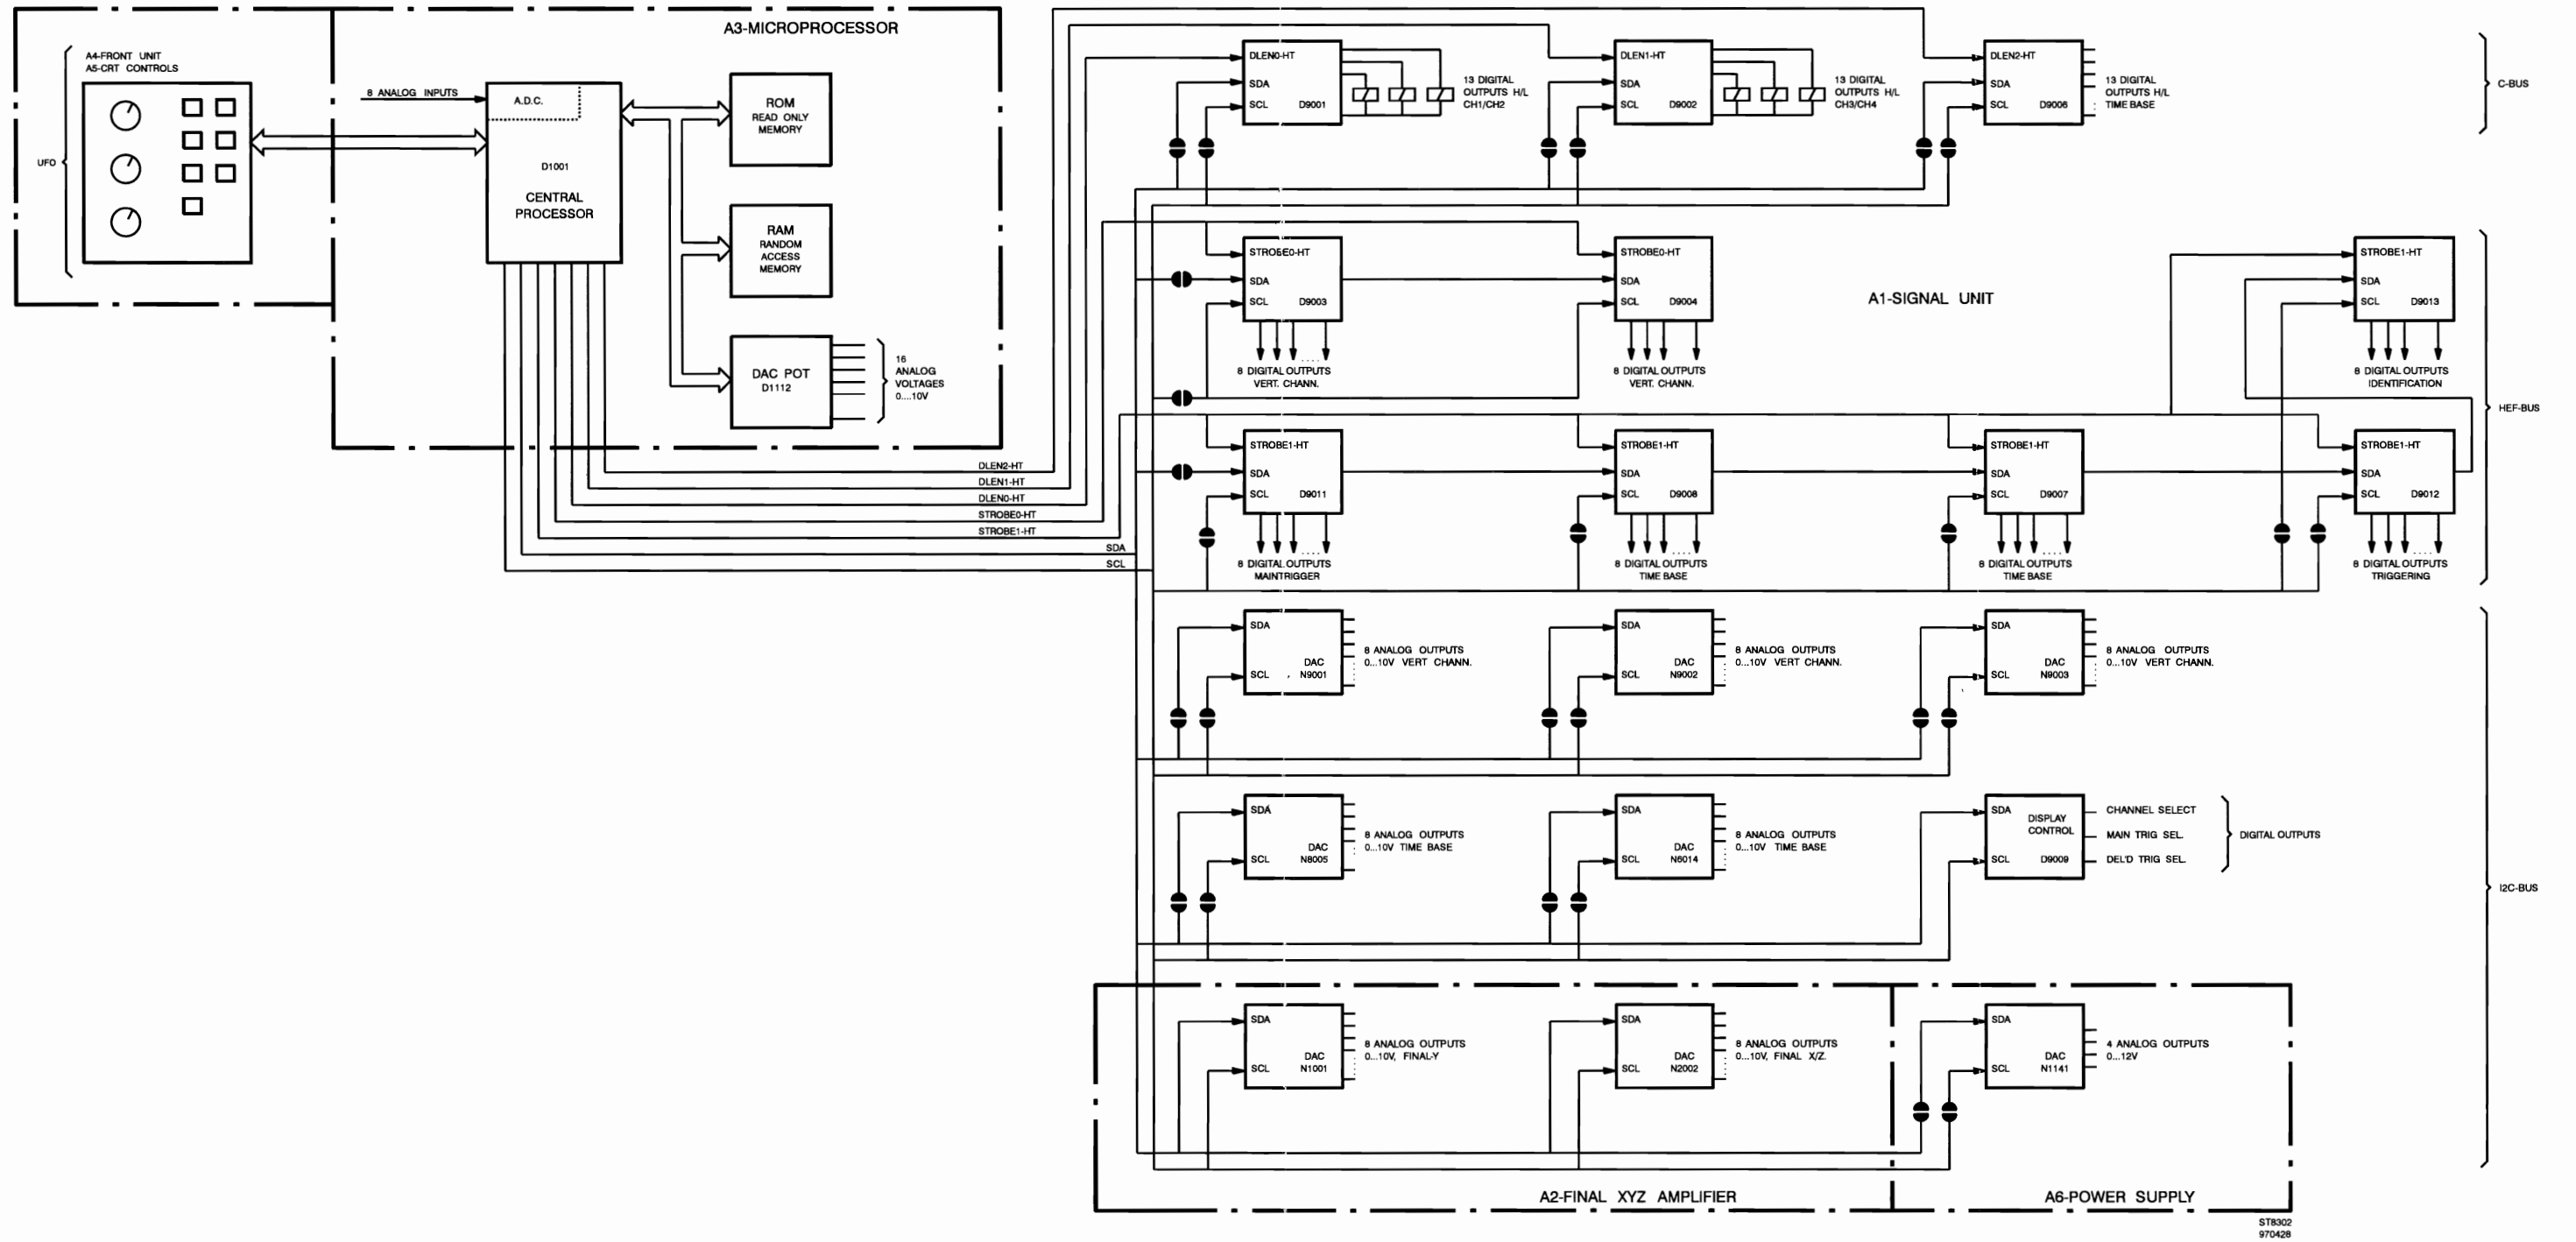 A3-MICROPROCESSOR
A4-FRONT UNIT
A5-CRT CONTROLS
UFO
8 ANALOG INPUTS
A.D.C.
D1001
CENTRAL
PROCESSOR
ROM
READ ONLY
MEMORY
RAM
RANDOM
ACCESS
MEMORY
DAC POT
D1112
16
ANALOG
VOLTAGES
0....10V
DLEN2-HT
DLEN1-HT
DLEN0-HT
STROBE0-HT
STROBE1-HT
SDA
SCL
DLEN0-HT
SDA
SCL D9001
13 DIGITAL
OUTPUTS H/L
CH1/CH2
DLEN1-HT
SDA
SCL D9002
13 DIGITAL
OUTPUTS H/L
CH3/CH4
DLEN2-HT
SDA
SCL D9006
13 DIGITAL
OUTPUTS H/L
TIME BASE
C-BUS
STROBE0-HT
SDA
SCL D9003
8 DIGITAL OUTPUTS
VERT. CHANN.
STROBE0-HT
SDA
SCL D9004
8 DIGITAL OUTPUTS
VERT. CHANN.
A1-SIGNAL UNIT
STROBE1-HT
SDA
SCL D9013
8 DIGITAL OUTPUTS
IDENTIFICATION
HEF-BUS
STROBE1-HT
SDA
SCL D9011
8 DIGITAL OUTPUTS
MAINTRIGGER
STROBE1-HT
SDA
SCL D9008
8 DIGITAL OUTPUTS
TIME BASE
STROBE1-HT
SDA
SCL D9007
8 DIGITAL OUTPUTS
TIME BASE
STROBE1-HT
SDA
SCL D9012
8 DIGITAL OUTPUTS
TRIGGERING
SDA
DAC
SCL N9001
8 ANALOG OUTPUTS
0...10V VERT CHANN.
SDA
DAC
SCL N9002
8 ANALOG OUTPUTS
0...10V VERT CHANN.
SDA
DAC
SCL N9003
8 ANALOG OUTPUTS
0...10V VERT CHANN.
SDA
DAC
SCL N8005
8 ANALOG OUTPUTS
0...10V TIME BASE
SDA
DAC
SCL N6014
8 ANALOG OUTPUTS
0...10V TIME BASE
SDA
DISPLAY
CONTROL
SCL D9009
CHANNEL SELECT
MAIN TRIG SEL.
DEL'D TRIG SEL.
DIGITAL OUTPUTS
I2C-BUS
SDA
DAC
SCL N1001
8 ANALOG OUTPUTS
0...10V, FINAL-Y
SDA
DAC
SCL N2002
8 ANALOG OUTPUTS
0...10V, FINAL X/Z.
SDA
DAC
SCL N1141
4 ANALOG OUTPUTS
0...12V
A2-FINAL XYZ AMPLIFIER
A6-POWER SUPPLY
ST8302
970428